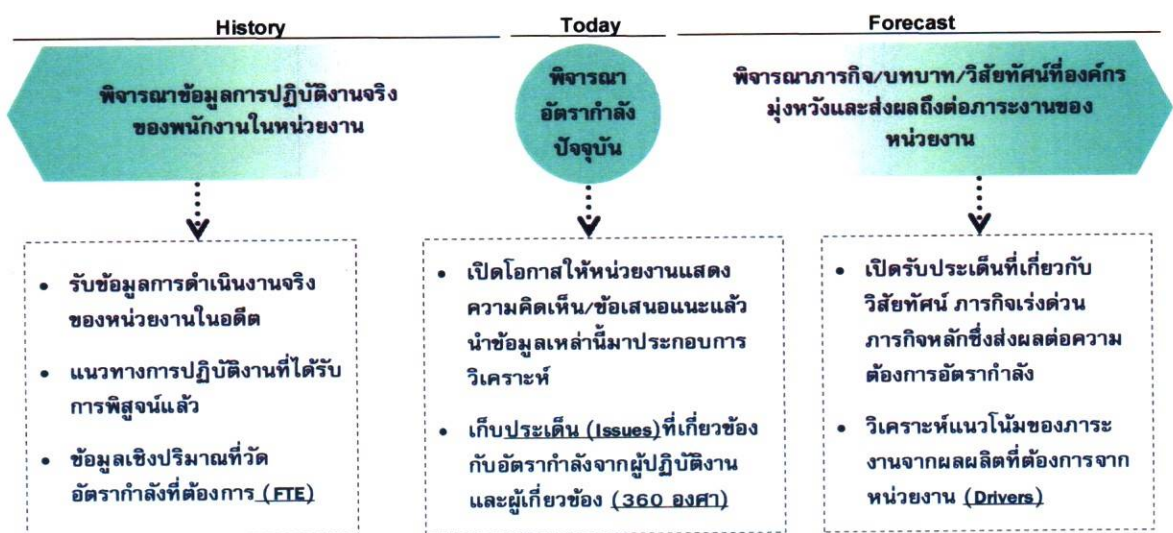 History
Today
Forecast
พิจารณาข้อมูลการปฏิบัติงานจริง
ของพนักงานในหน่วยงาน
พิจารณา
อัตรากำลัง
ปัจจุบัน
พิจารณาภารกิจ/บทบาท/วิสัยทัศน์ที่องค์กร
มุ่งหวังและส่งผลถึงต่อภาระงานของ
หน่วยงาน
• รับข้อมูลการดำเนินงานจริง
ของหน่วยงานในอดีต
• แนวทางการปฏิบัติงานที่ได้รับ
การพิสูจน์แล้ว
• ข้อมูลเชิงปริมาณที่วัด
อัตรากำลังที่ต้องการ (FTE)
• เปิดโอกาสให้หน่วยงานแสดง
ความคิดเห็น/ข้อเสนอแนะแล้ว
นำข้อมูลเหล่านี้มาประกอบการ
วิเคราะห์
• เก็บประเด็น (Issues)ที่เกี่ยวข้อง
กับอัตรากำลังจากผู้ปฏิบัติงาน
และผู้เกี่ยวข้อง (360 องศา)
• เปิดรับประเด็นที่เกี่ยวกับ
วิสัยทัศน์ ภารกิจเร่งด่วน
ภารกิจหลักซึ่งส่งผลต่อความ
ต้องการอัตรากำลัง
• วิเคราะห์แนวโน้มของภาระ
งานจากผลผลิตที่ต้องการจาก
หน่วยงาน (Drivers)